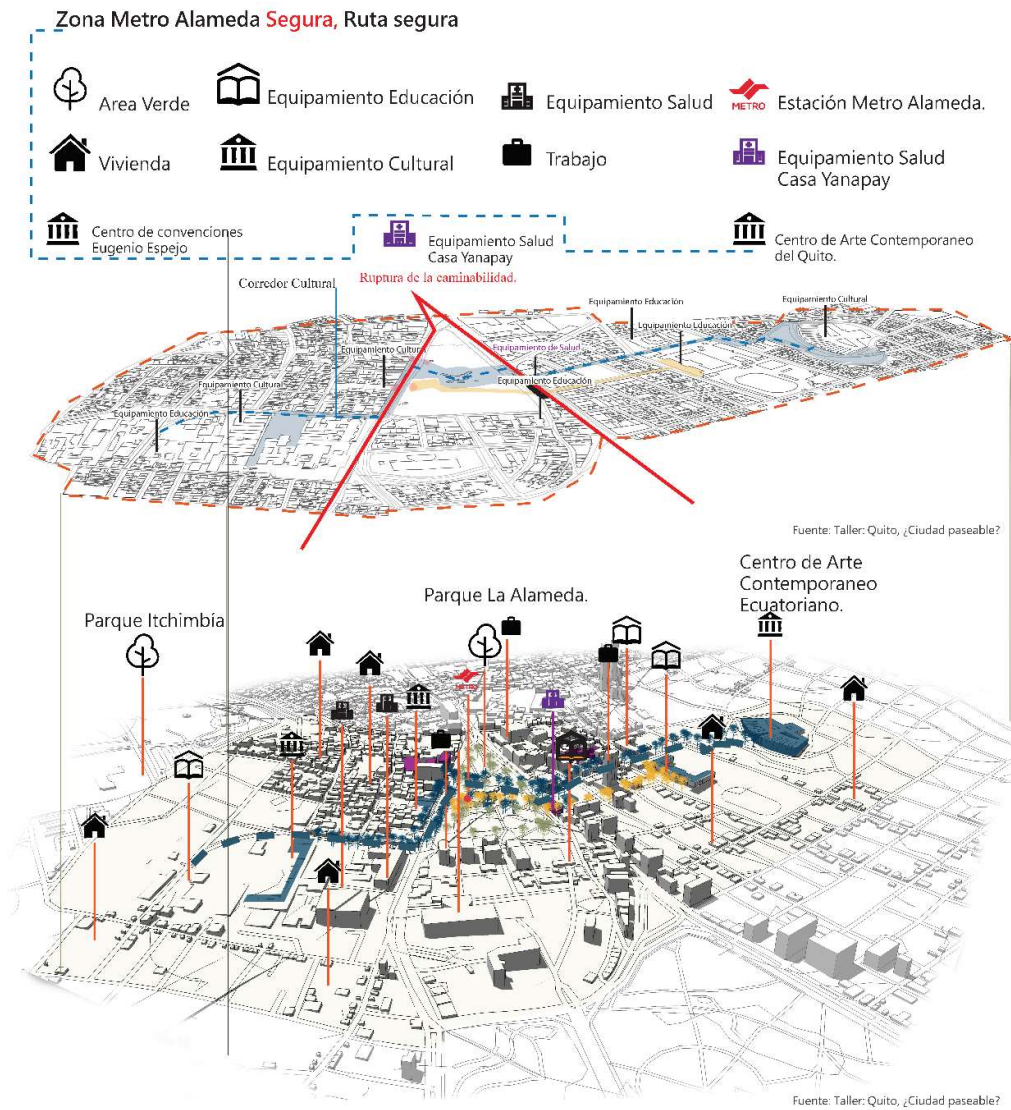 Zona Metro Alameda Segura, Ruta segura
Area Verde
Equipamiento Educación
Equipamiento Salud
METRO
Estación Metro Alameda.
Vivienda
Equipamiento Cultural
Trabajo
Equipamiento Salud
Casa Yanapay
Centro de convenciones
Eugenio Espejo
Equipamiento Salud
Casa Yanapay
Centro de Arte Contemporaneo
del Quito.
Corredor Cultural
Ruptura de la caminabilidad.
Equipamiento Educación
Equipamiento Cultural
Equipamiento Educación
Equipamiento Cultural
Equipamiento de Salud
Equipamiento Educación
Equipamiento Cultural
Equipamiento Educación
Fuente: Taller: Quito, ¿Ciudad paseable?
Centro de Arte
Contemporaneo
Ecuatoriano.
Parque La Alameda.
Parque Itchimbía
METRO
Fuente: Taller: Quito, ¿Ciudad paseable?